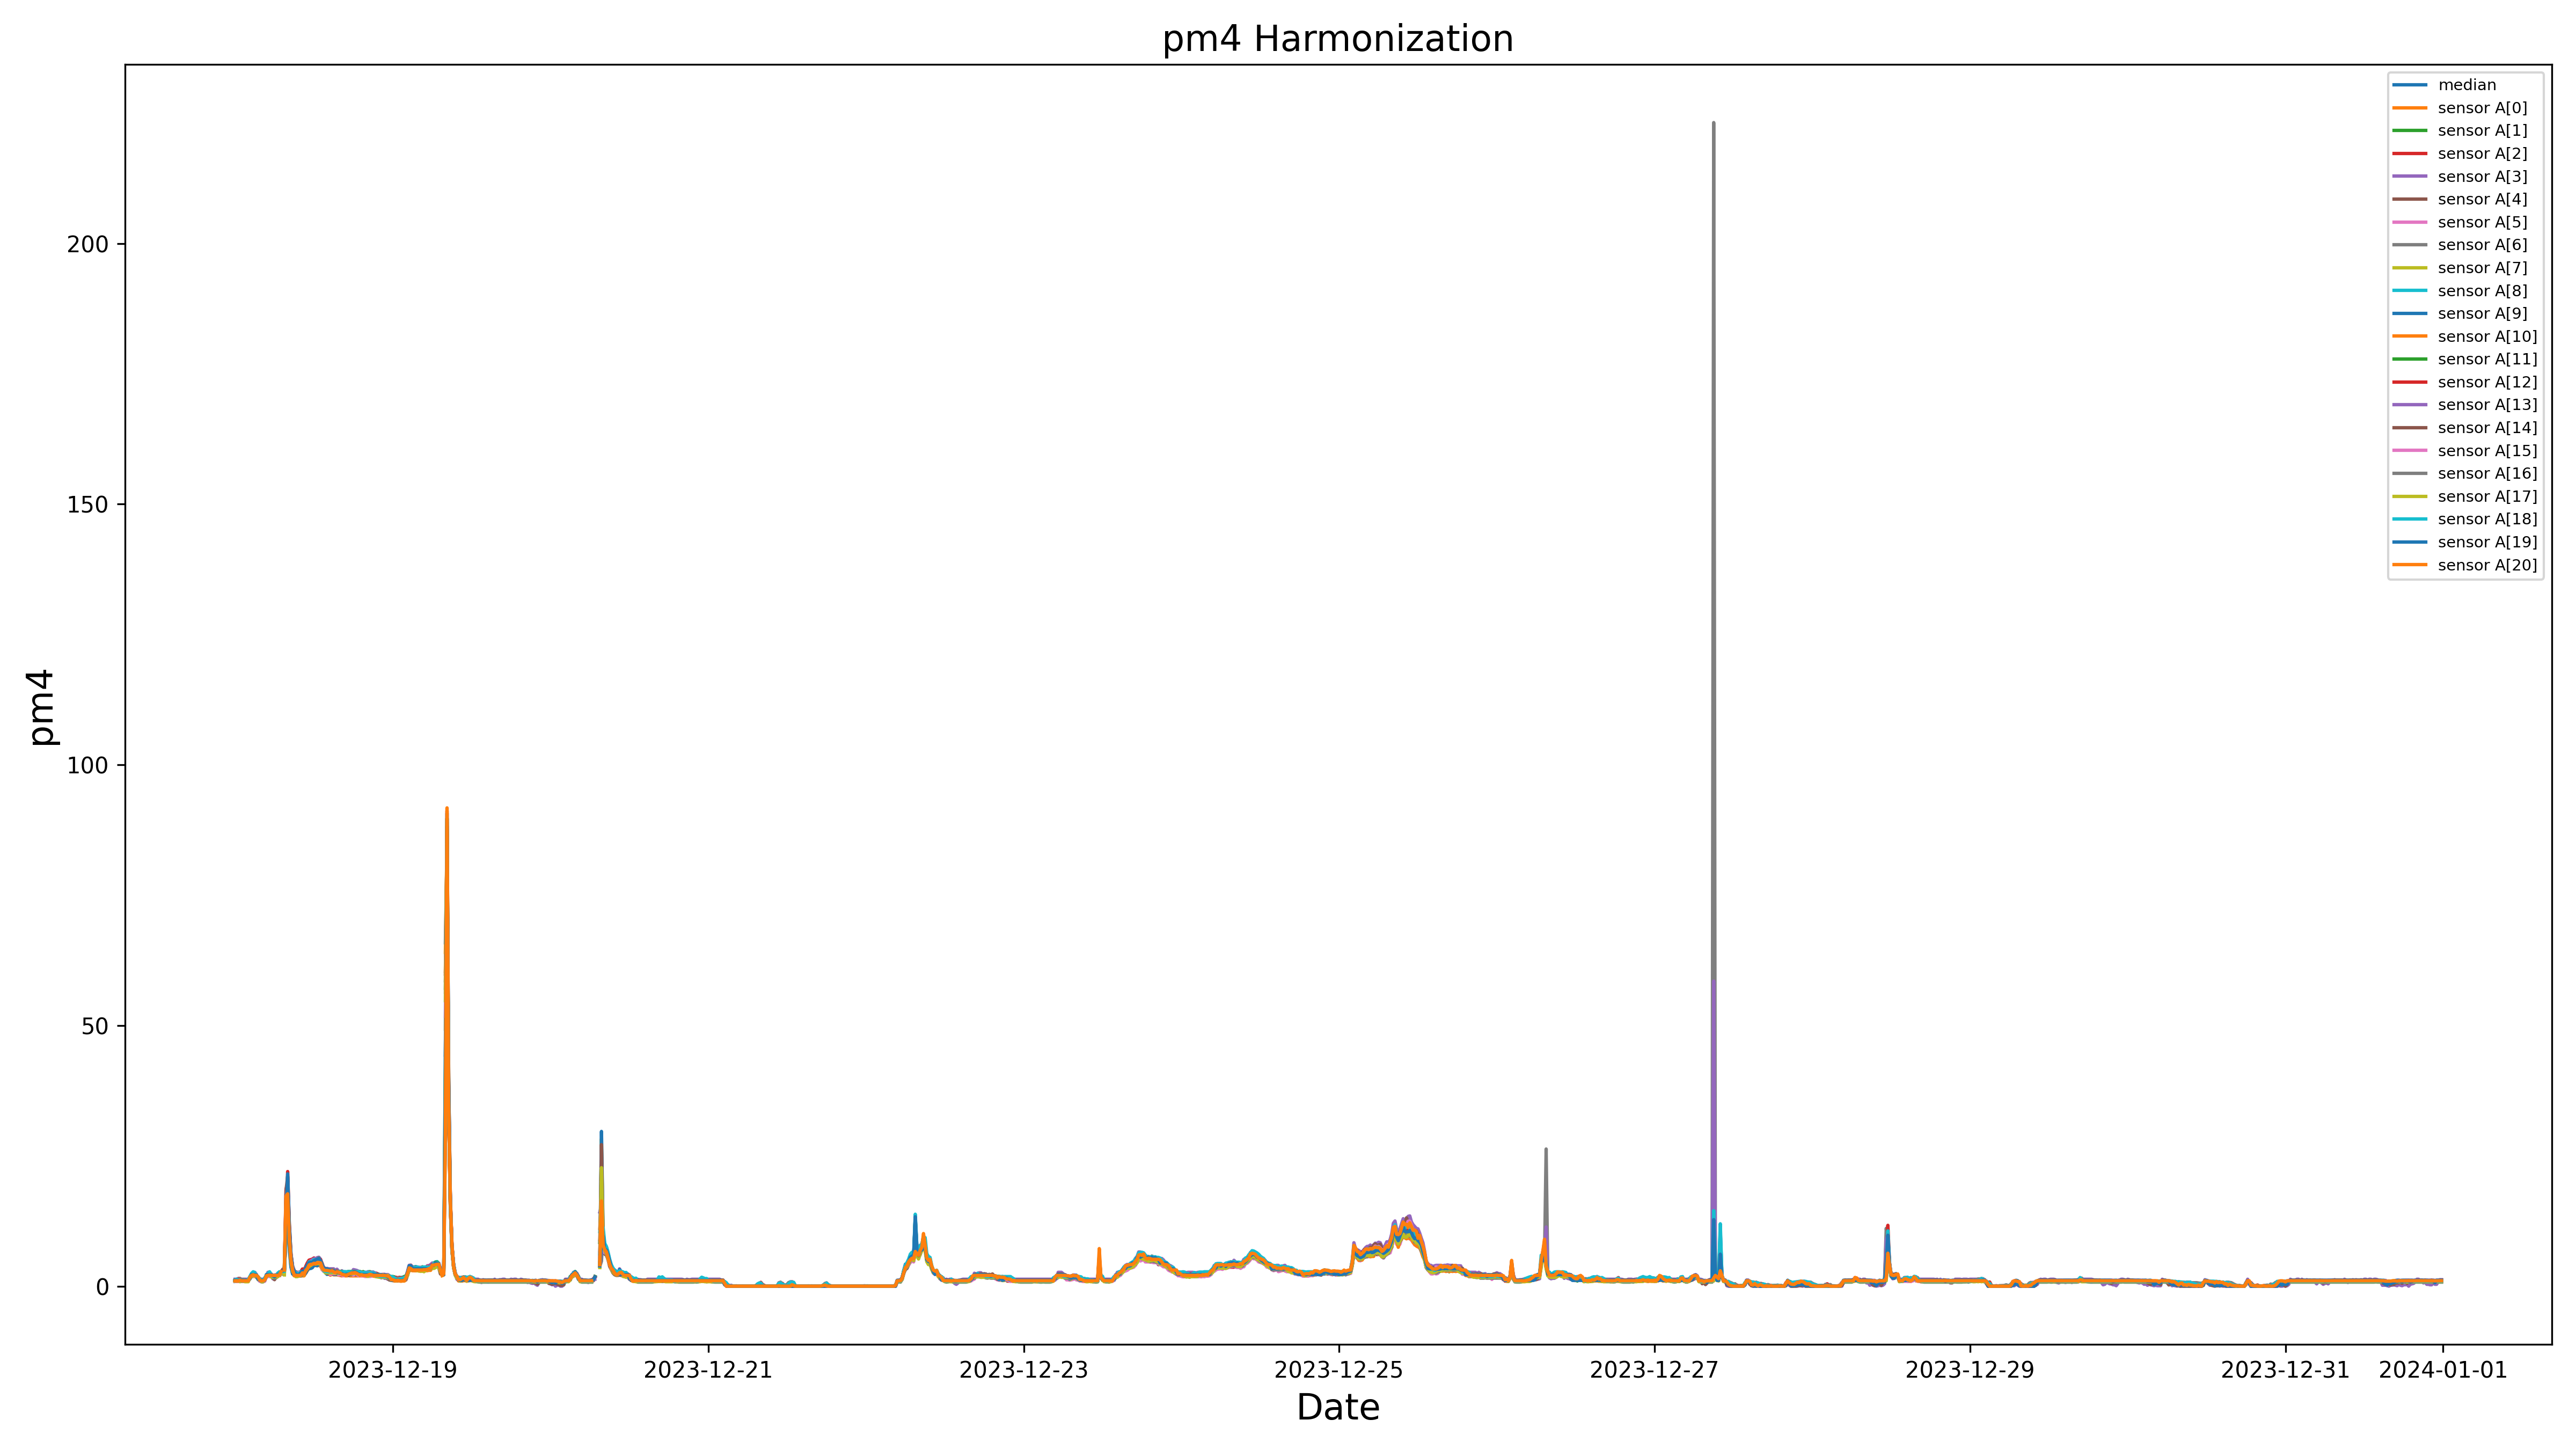 pm4 Harmonization
median
sensor A[0]
sensor A[1]
sensor A[2]
sensor A[3]
sensor A[4]
sensor A[5]
sensor A[6]
sensor A[7]
sensor A[8]
sensor A[9]
sensor A[10]
sensor A[11]
sensor A[12]
sensor A[13]
sensor A[14]
sensor A[15]
sensor A[16]
sensor A[17]
sensor A[18]
sensor A[19]
sensor A[20]
pm4
200
150
100
50
0
2023-12-19 2023-12-21 2023-12-23 2023-12-25 2023-12-27 2023-12-29 2023-12-31 2024-01-01
Date